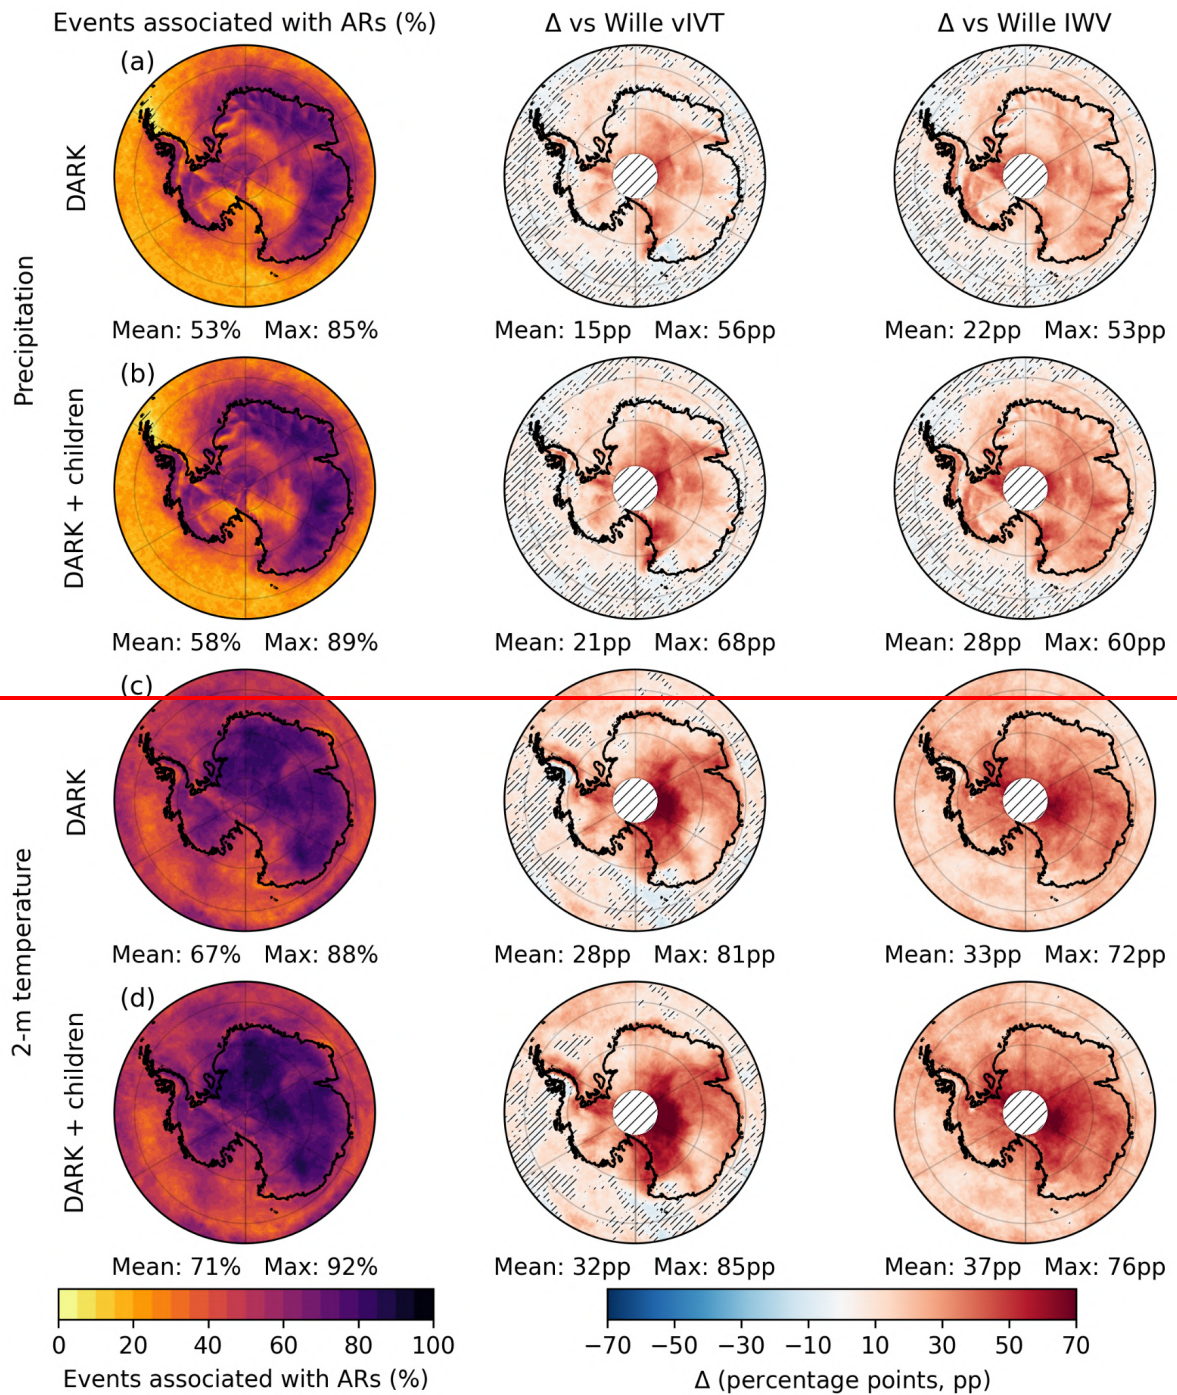 Events associated with ARs (%) Δ vs Wille vIVT Δ vs Wille IWV
(a)
DARK
Mean: 53% Max: 85% Mean: 15pp Max: 56pp Mean: 22pp Max: 53pp
Precipitation
(b)
DARK + children
Mean: 58% Max: 89% Mean: 21pp Max: 68pp Mean: 28pp Max: 60pp
(c)
DARK
Mean: 67% Max: 88% Mean: 28pp Max: 81pp Mean: 33pp Max: 72pp
2-m temperature
(d)
DARK + children
Mean: 71% Max: 92% Mean: 32pp Max: 85pp Mean: 37pp Max: 76pp
0 20 40 60 80 100 −70 −50 −30 −10 10 30 50 70
Events associated with ARs (%) Δ (percentage points, pp)